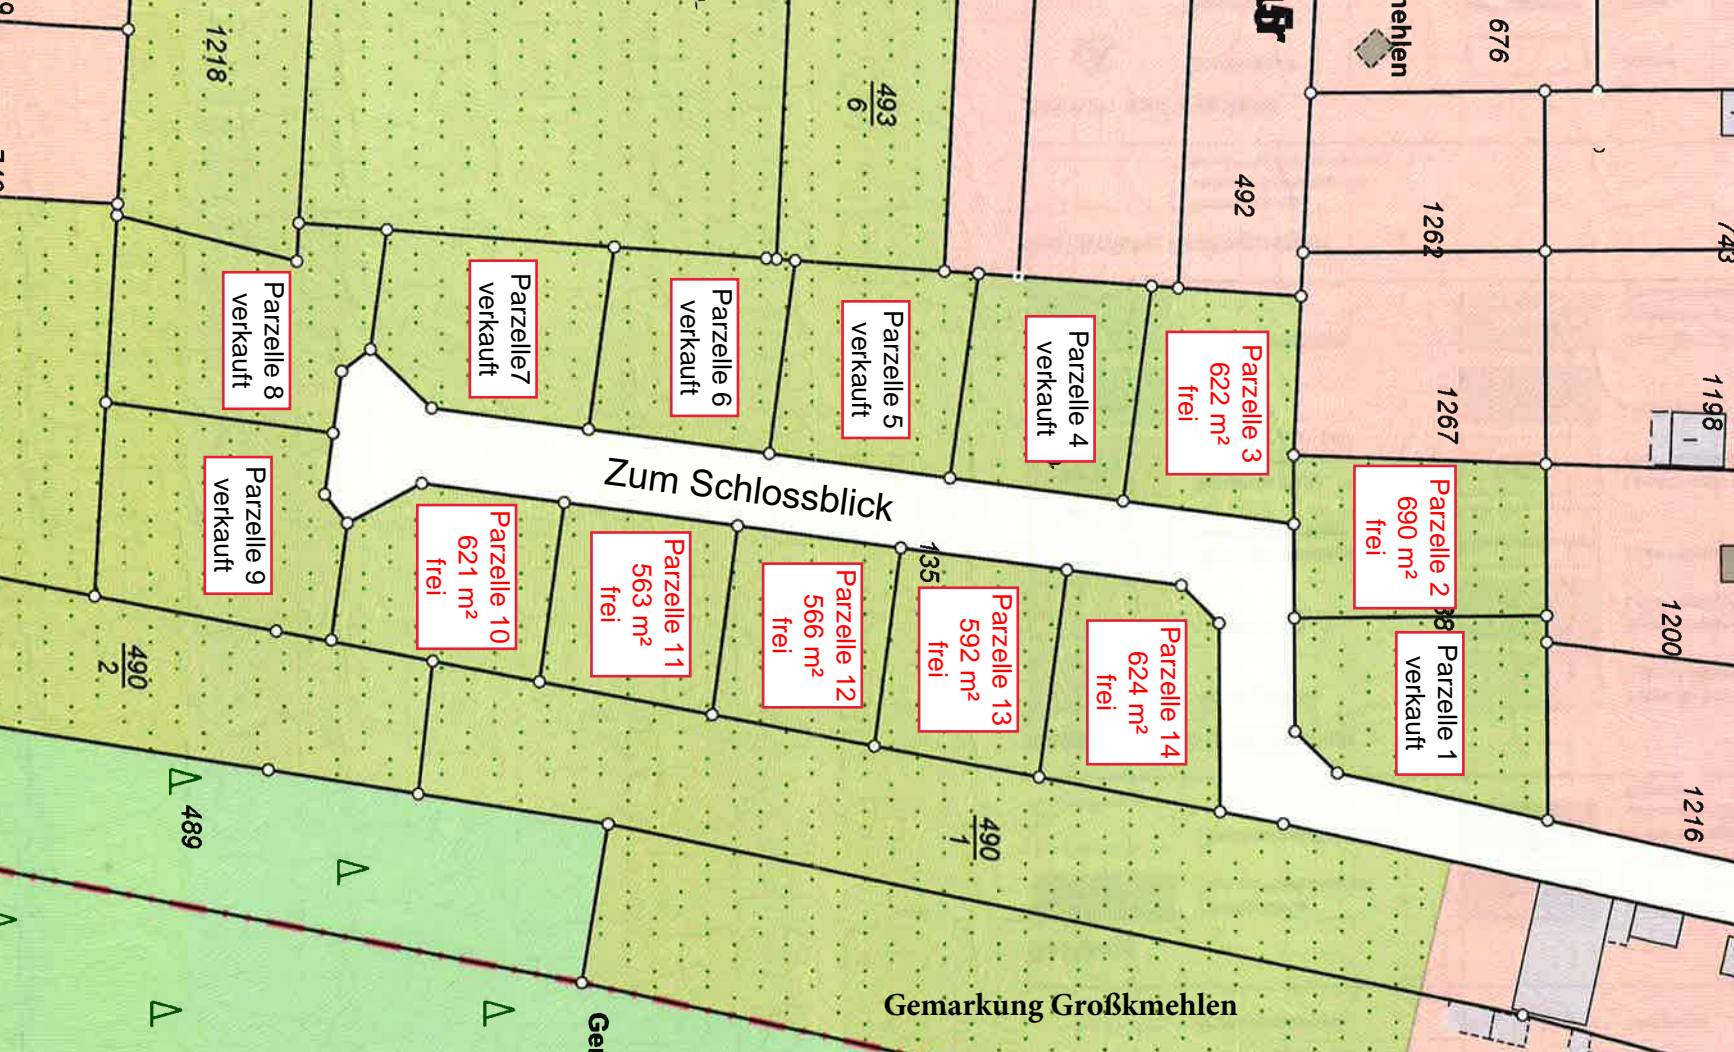 1218
493
6
492
1262
676
743
1267
1198
1200
1216
Parzelle 8
verkauft
Parzelle7
verkauft
Parzelle 6
verkauft
Parzelle 5
verkauft
Parzelle 4
verkauft
Parzelle 3
622 m²
frei
Parzelle 2
690 m²
frei
Parzelle 1
verkauft
Zum Schlossblick
135
Parzelle 9
verkauft
Parzelle 10
621 m²
frei
Parzelle 11
563 m²
frei
Parzelle 12
566 m²
frei
Parzelle 13
592 m²
frei
Parzelle 14
624 m²
frei
490
2
490
1
489
Gemarkung Großkmehlen